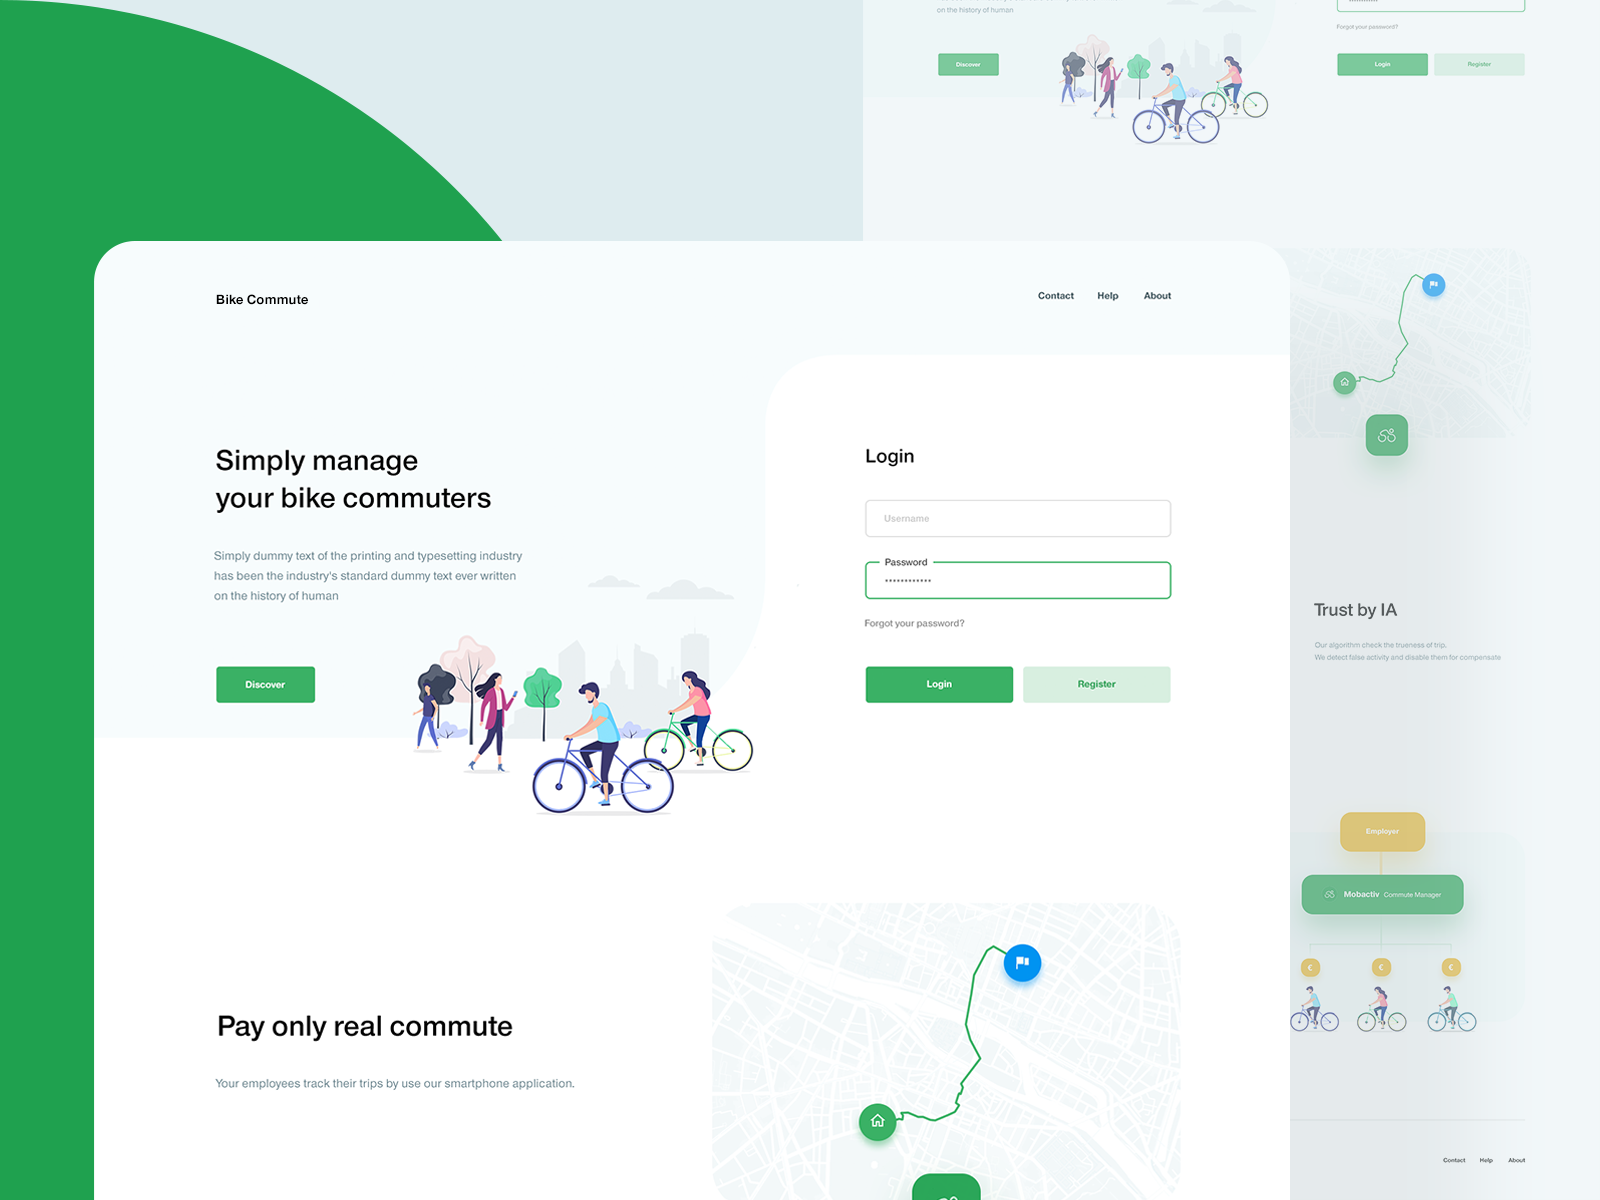 on the history of human
Forgot your password?
Discover
Login
Register
Bike Commute
Contact
Help
About
Simply manage
your bike commuters
Simply dummy text of the printing and typesetting industry
has been the industry's standard dummy text ever written
on the history of human
Discover
Login
Username
Password
************
Forgot your password?
Login
Register
Pay only real commute
Your employees track their trips by use our smartphone application.
Trust by IA
Our algorithm check the trueness of trip.
We detect false activity and disable them for compensate
Employer
Mobactiv Commute Manager
€
€
€
Contact
Help
About